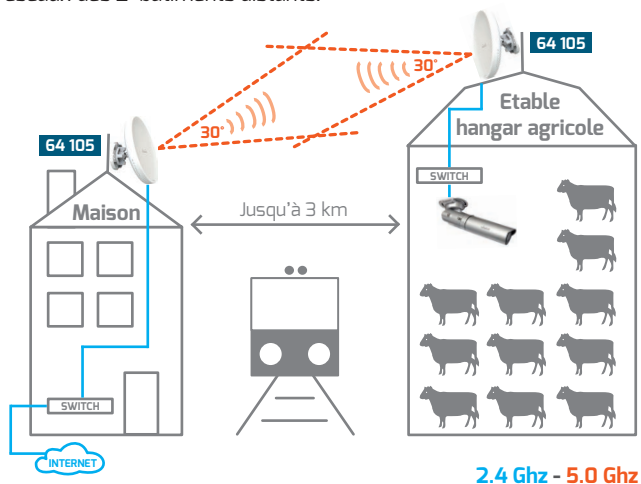 64 105
30°
30°
Etable
hangar agricole
64 105
SWITCH
Maison
Jusqu'à 3 km
SWITCH
INTERNET
2.4 Ghz - 5.0 Ghz